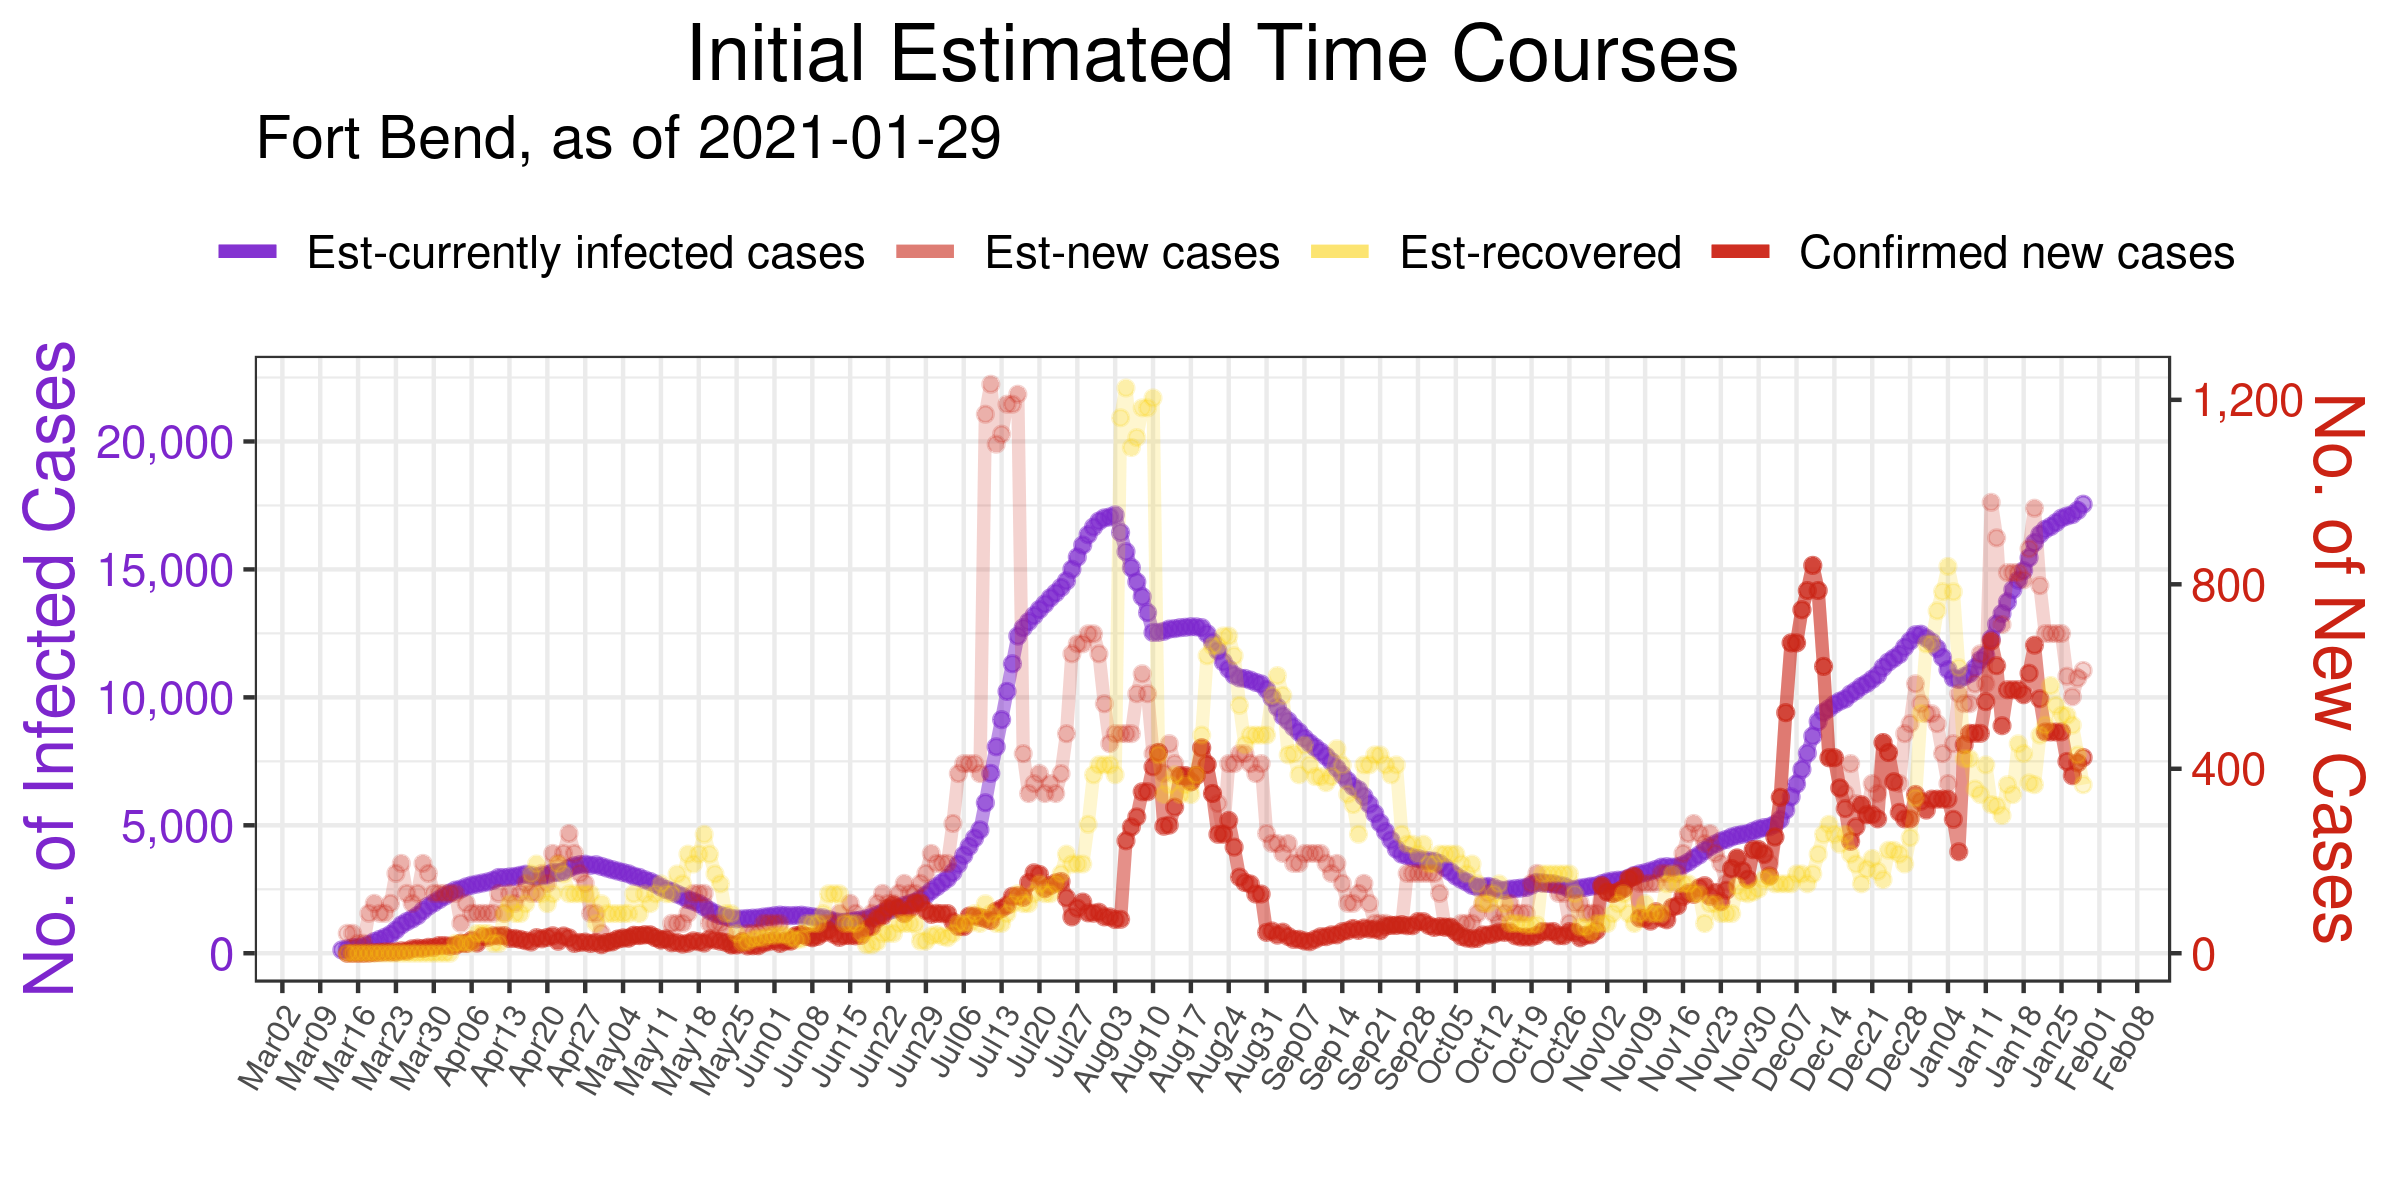 Initial Estimated Time Courses
Fort Bend, as of 2021-01-29
Est-currently infected cases Est-new cases Est-recovered Confirmed new cases
No. of Infected Cases
20,000
15,000
10,000
5,000
0
1,200
800
400
0
No. of New Cases
Mar02 Mar09 Mar16 Mar23 Mar30 Apr06 Apr13 Apr20 Apr27 May04 May11 May18 May25 Jun01 Jun08 Jun15 Jun22 Jun29 Jul06 Jul13 Jul20 Jul27 Aug03 Aug10 Aug17 Aug24 Aug31 Sep07 Sep14 Sep21 Sep28 Oct05 Oct12 Oct19 Oct26 Nov02 Nov09 Nov16 Nov23 Nov30 Dec07 Dec14 Dec21 Dec28 Jan04 Jan11 Jan18 Jan25 Feb01 Feb08